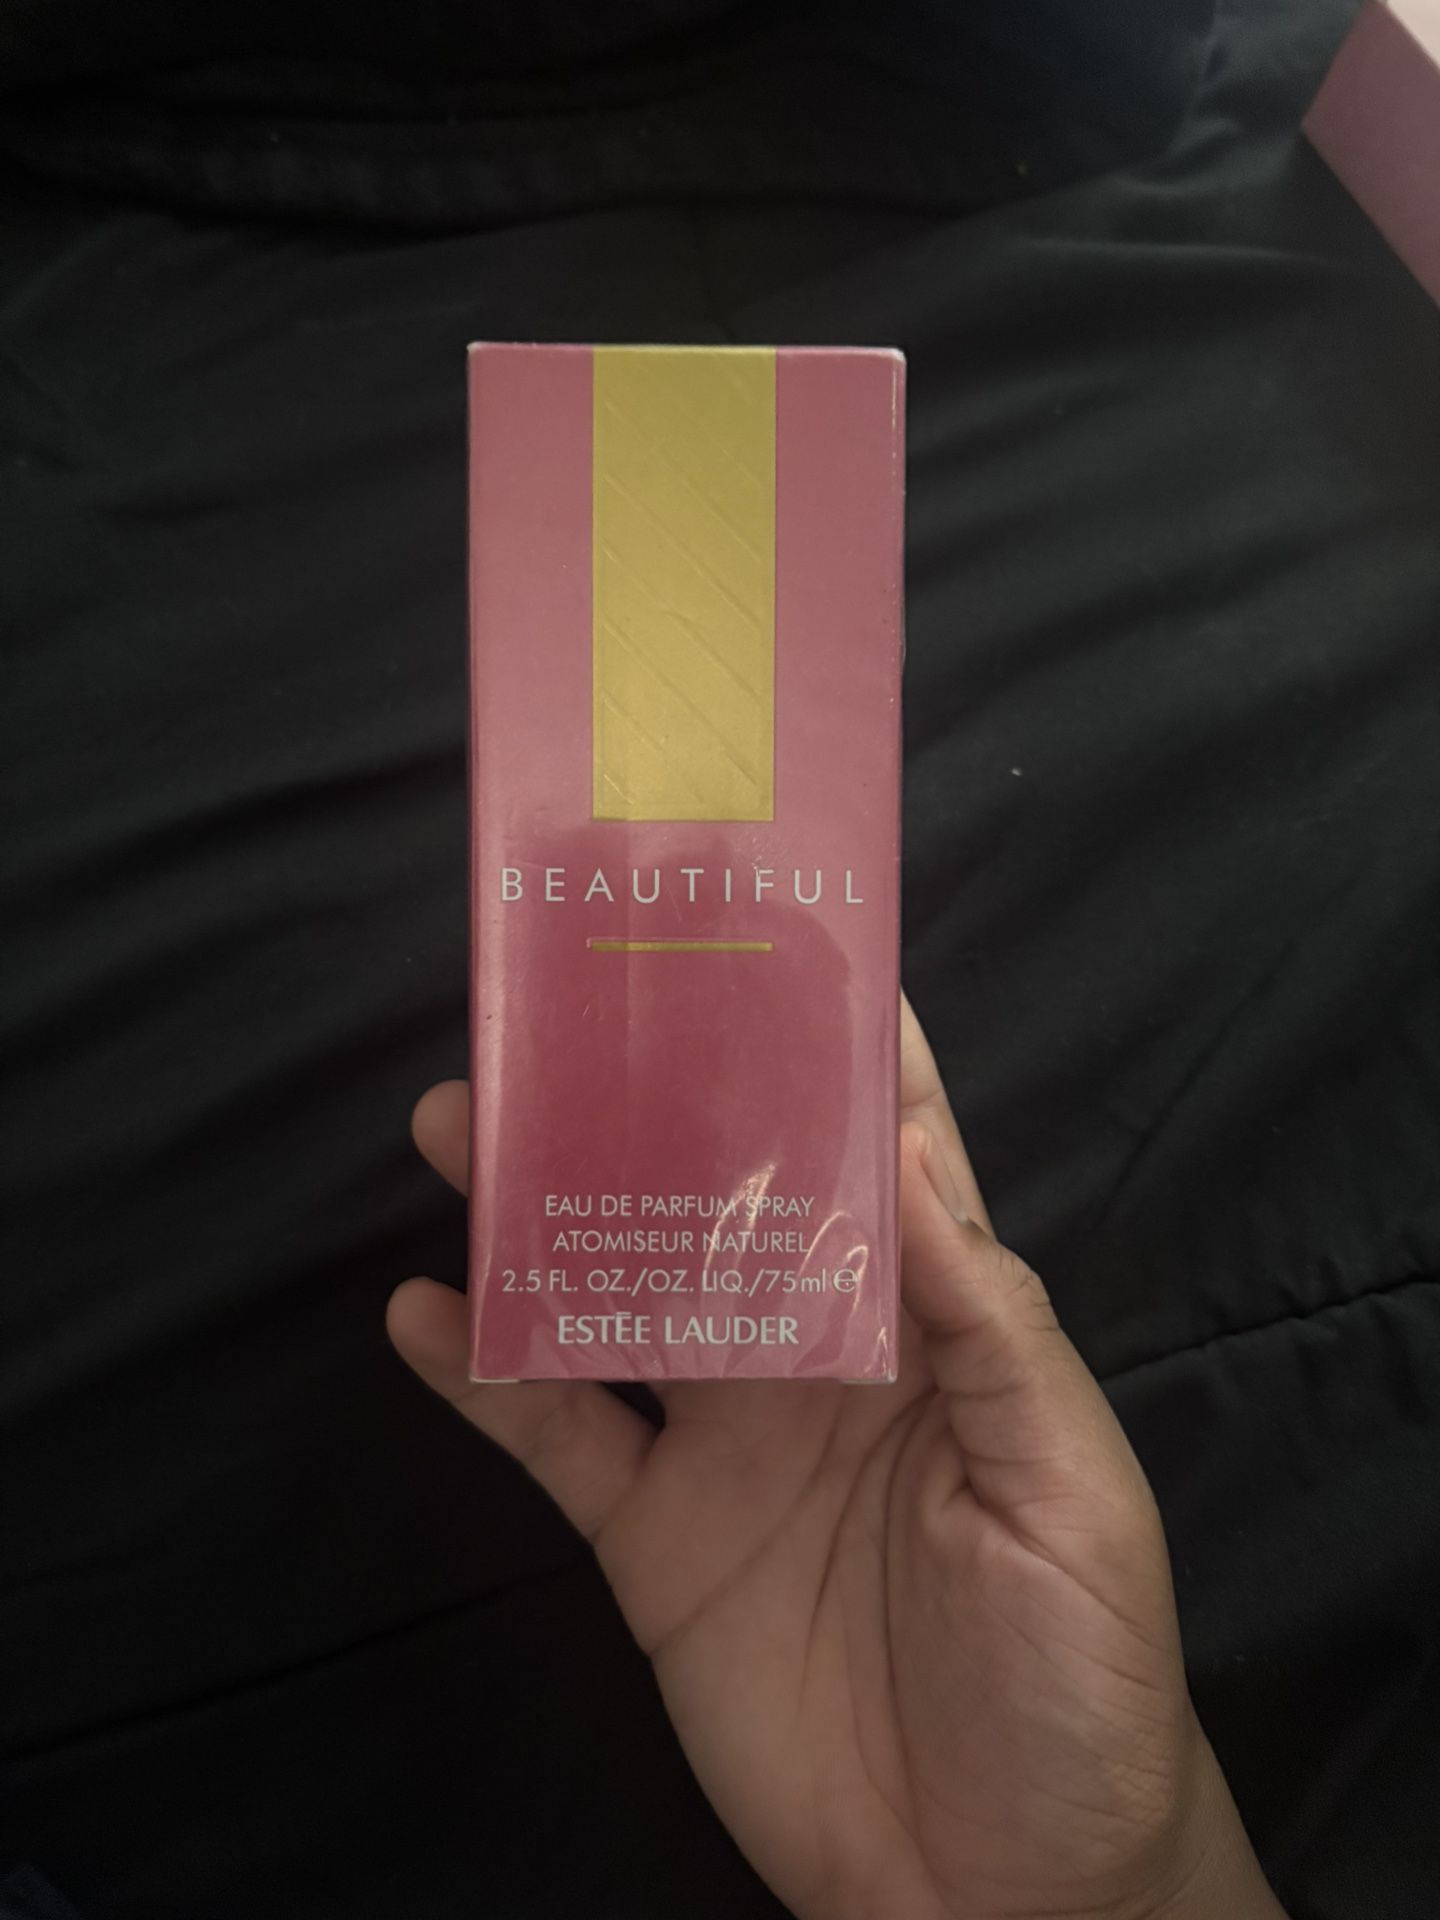 BEAUTIFUL
EAU DE PARFUM SPRAY
ATOMISEUR NATUREL
2.5 FL. OZ./OZ. LIQ./75ml ℮
ESTĒE LAUDER